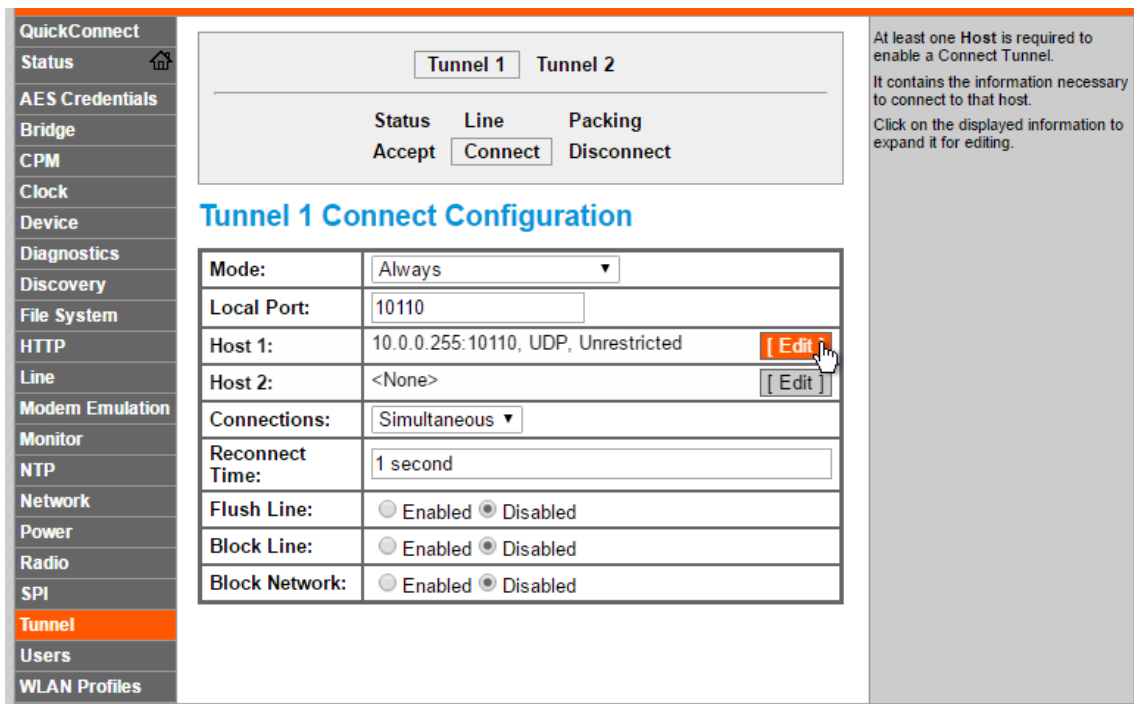 QuickConnect
Status
AES Credentials
Bridge
CPM
Clock
Device
Diagnostics
Discovery
File System
HTTP
Line
Modem Emulation
Monitor
NTP
Network
Power
Radio
SPI
Tunnel
Users
WLAN Profiles
Tunnel 1 Tunnel 2
Status Line Packing
Accept Connect Disconnect
Tunnel 1 Connect Configuration
Mode: Always
Local Port: 10110
Host 1: 10.0.0.255:10110, UDP, Unrestricted [ Edit ]
Host 2: <None> [ Edit ]
Connections: Simultaneous
Reconnect
Time: 1 second
Flush Line: Enabled Disabled
Block Line: Enabled Disabled
Block Network: Enabled Disabled
At least one Host is required to
enable a Connect Tunnel.
It contains the information necessary
to connect to that host.
Click on the displayed information to
expand it for editing.